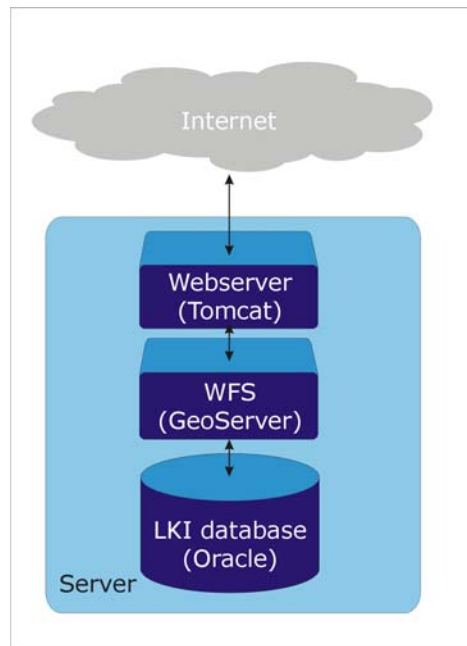 Internet
Webserver
(Tomcat)
WFS
(GeoServer)
LKI database
(Oracle)
Server